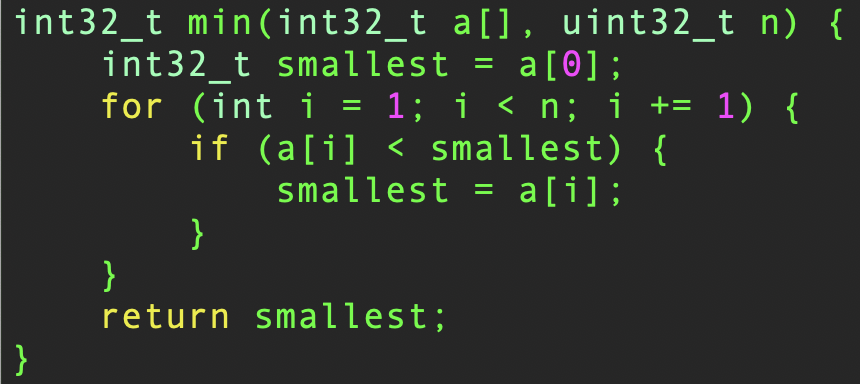 int32_t min(int32_t a[], uint32_t n) {
    int32_t smallest = a[0];
    for (int i = 1; i < n; i += 1) {
        if (a[i] < smallest) {
            smallest = a[i];
        }
    }
    return smallest;
}